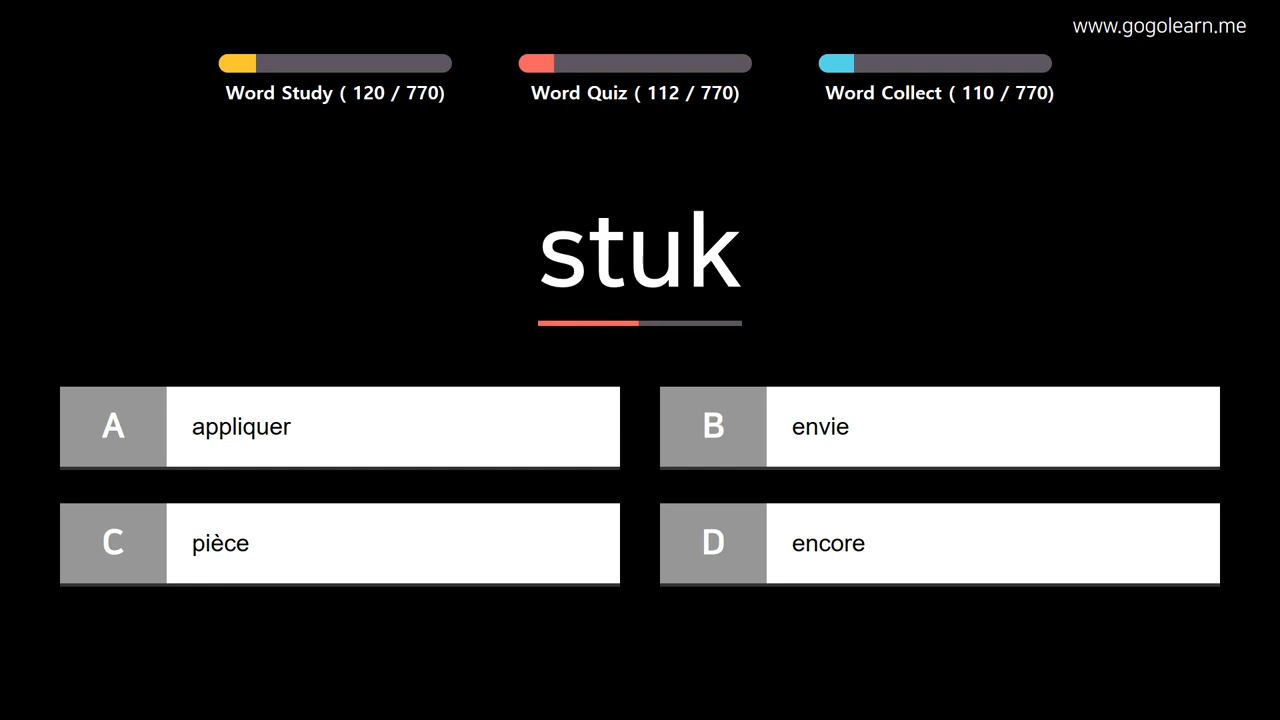 www.gogolearn.me
Word Study ( 120 / 770)
Word Quiz ( 112 / 770)
Word Collect ( 110 / 770)
stuk
A appliquer
B envie
C pièce
D encore